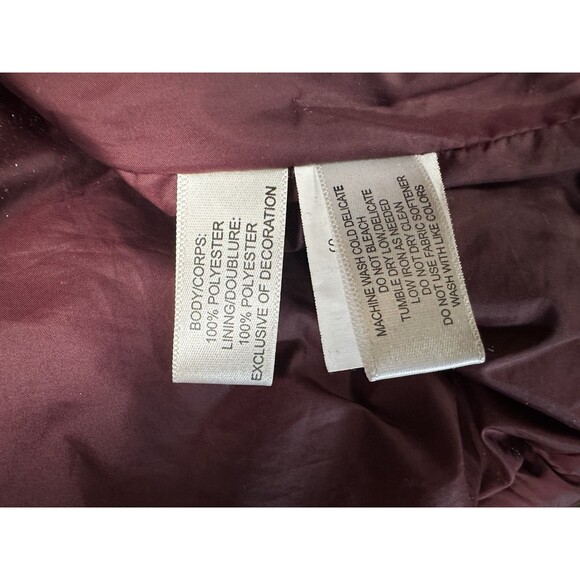 BODY/CORPS:
100% POLYESTER
LINING/DOUBLURE:
100% POLYESTER
EXCLUSIVE OF DECORATION
MACHINE WASH COLD DELICATE
DO NOT BLEACH
TUMBLE DRY LOW/DELICATE
LOW IRON AS NEEDED
DO NOT DRY CLEAN
DO USE FABRIC SOFTENER
WASH WITH LIKE COLORS